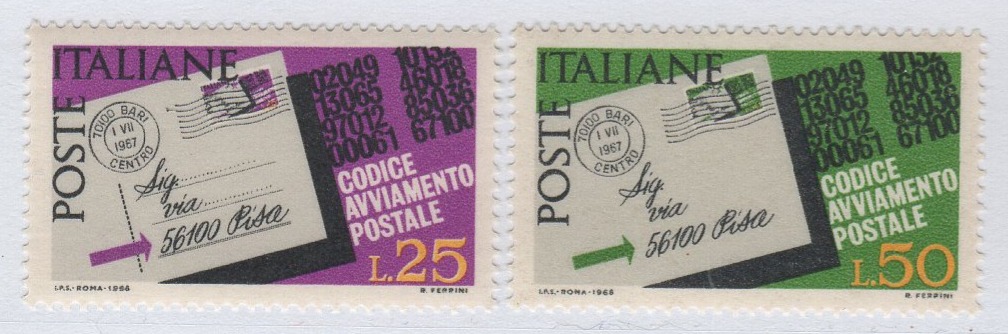 POSTE
ITALIANE
10152
02049 46018
13065 85036
97012 67100
00061
70100 BARI
1 VII
1967
CENTRO
Sig.
via
56100 Pisa
CODICE
AVVIAMENTO
POSTALE
L.25
I.P.S.-ROMA-1968
R. FERRINI
POSTE
ITALIANE
10152
02049 46018
13065 85036
97012 67100
00061
70100 BARI
1 VII
1967
CENTRO
Sig.
via
56100 Pisa
CODICE
AVVIAMENTO
POSTALE
L.50
I.P.S.-ROMA-1968
R. FERRINI